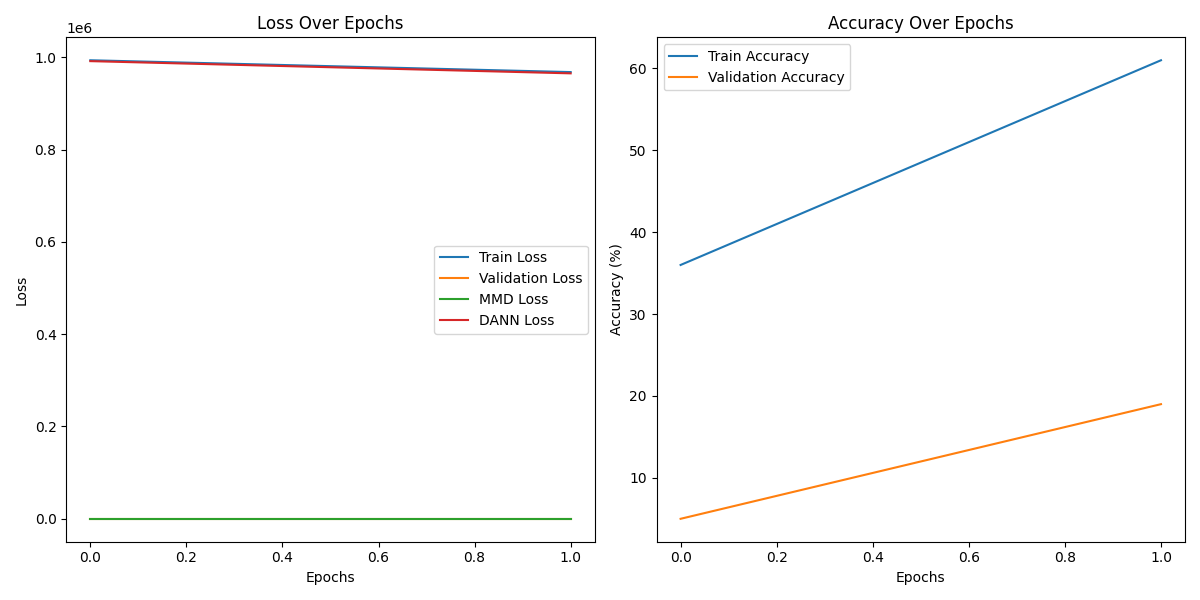 Loss Over Epochs
1e6
1.0
0.8
0.6
0.4
0.2
0.0
Loss
Train Loss
Validation Loss
MMD Loss
DANN Loss
0.0 0.2 0.4 0.6 0.8 1.0
Epochs
Accuracy Over Epochs
Train Accuracy
Validation Accuracy
60
50
40
30
20
10
Accuracy (%)
0.0 0.2 0.4 0.6 0.8 1.0
Epochs